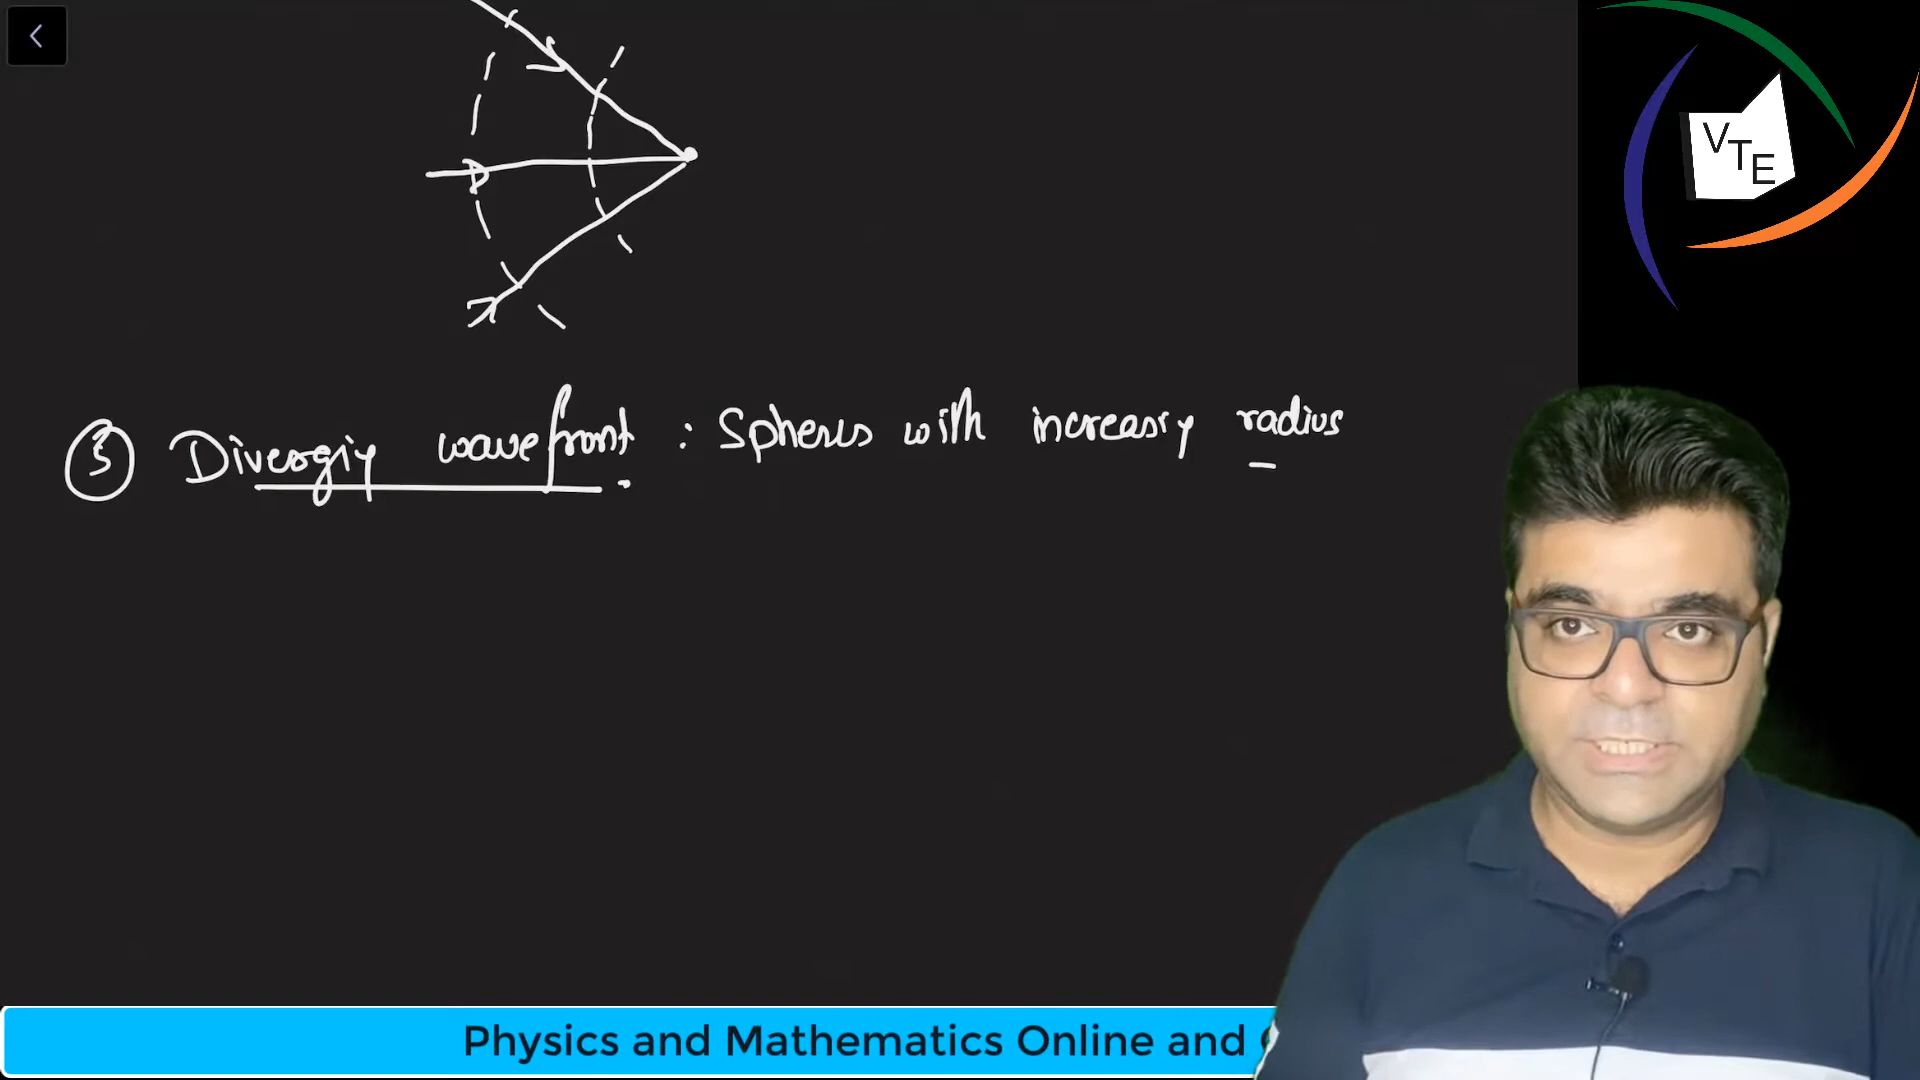 VTE
③ Diverging wavefront : Spheres with increasing radius
Physics and Mathematics Online and